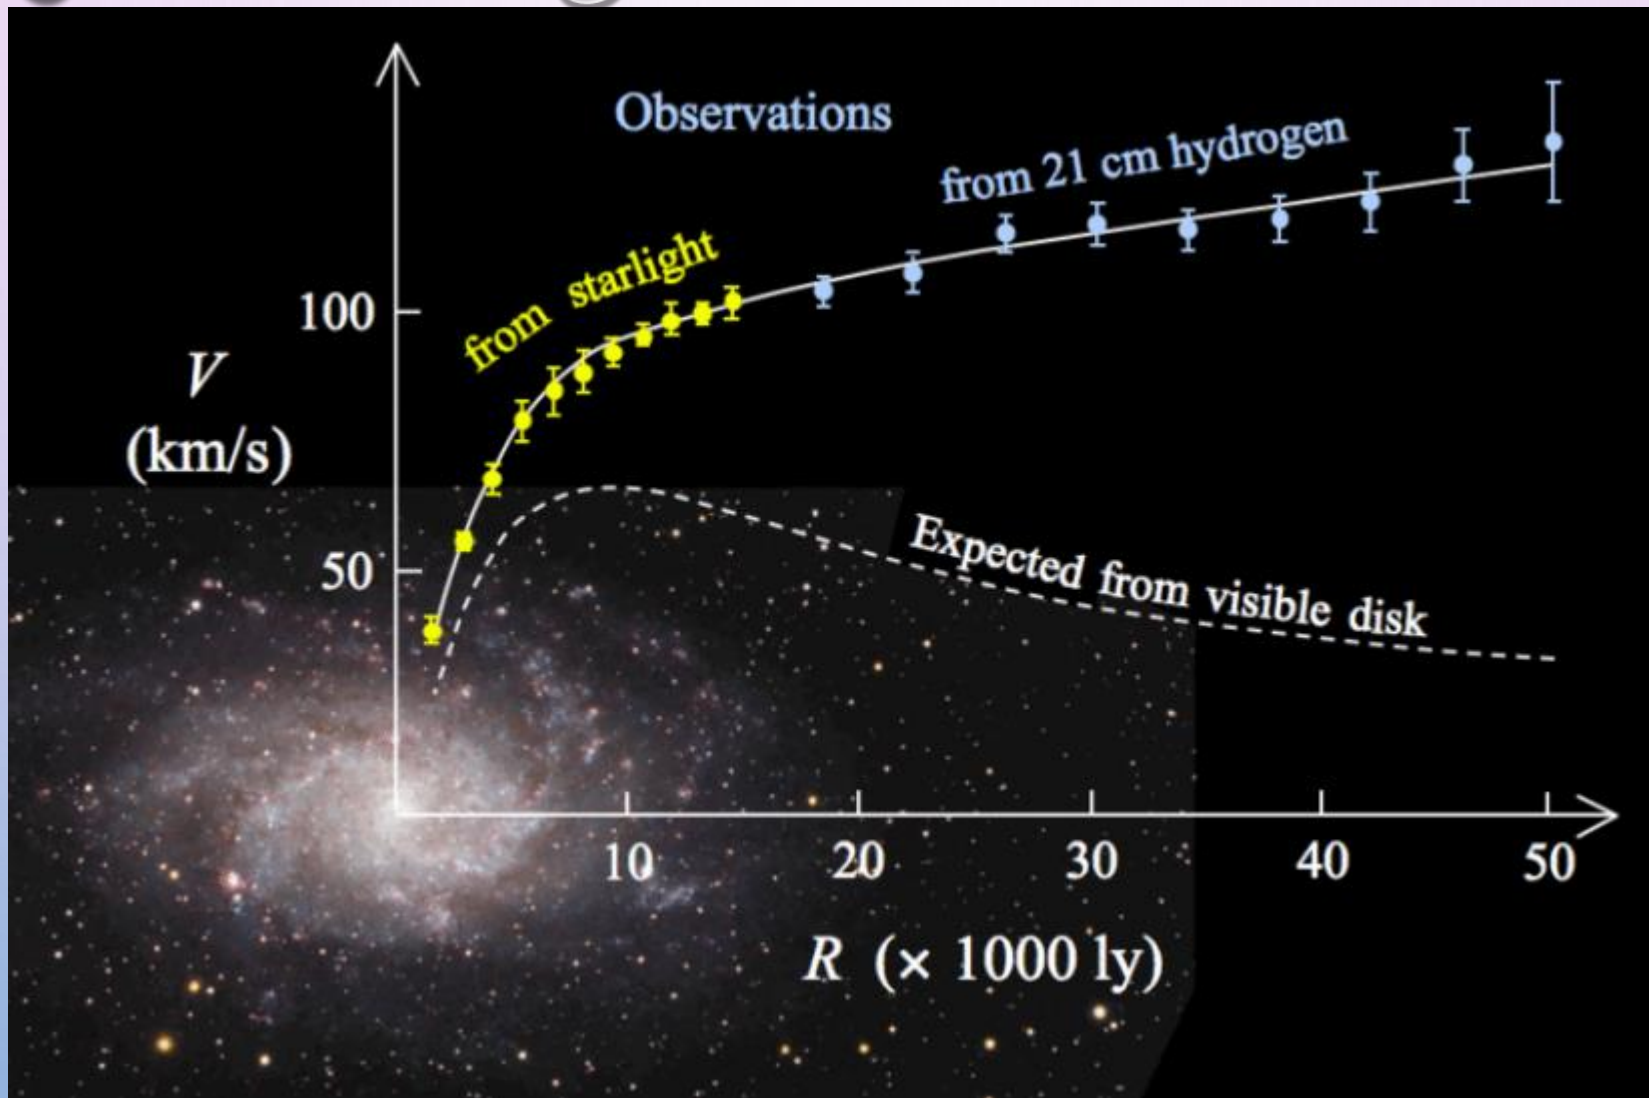 Observations
from 21 cm hydrogen
from starlight
100
V
(km/s)
50
Expected from visible disk
10 20 30 40 50
R (× 1000 ly)